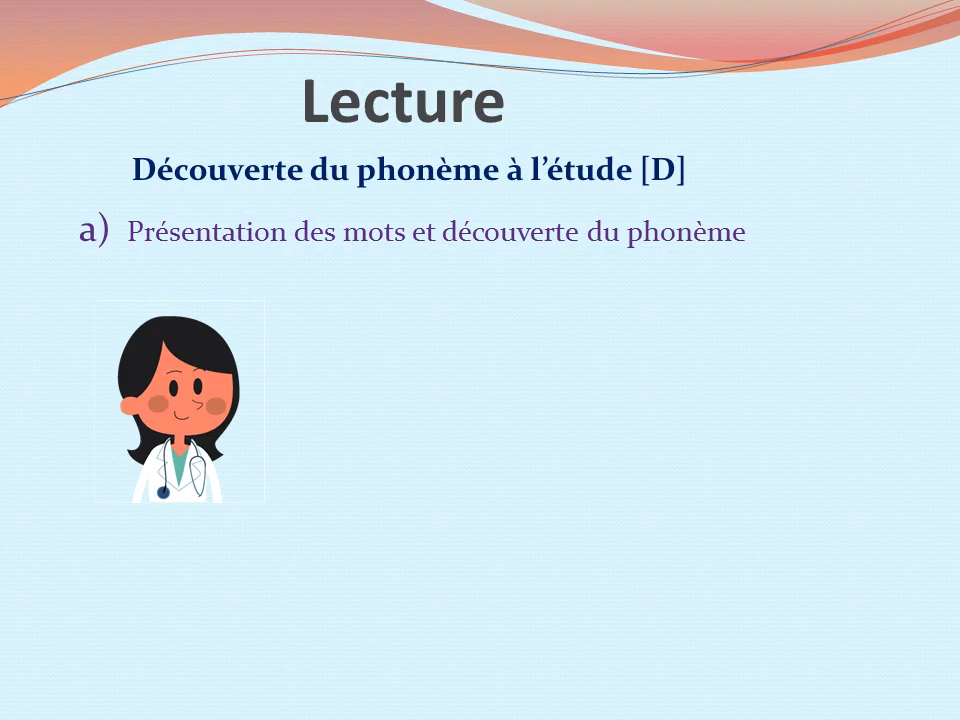 Lecture
Découverte du phonème à l’étude [D]
a) Présentation des mots et découverte du phonème